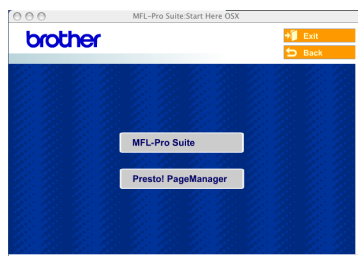 MFL-Pro Suite:Start Here OSX
brother
Exit
Back
MFL-Pro Suite
Presto! PageManager